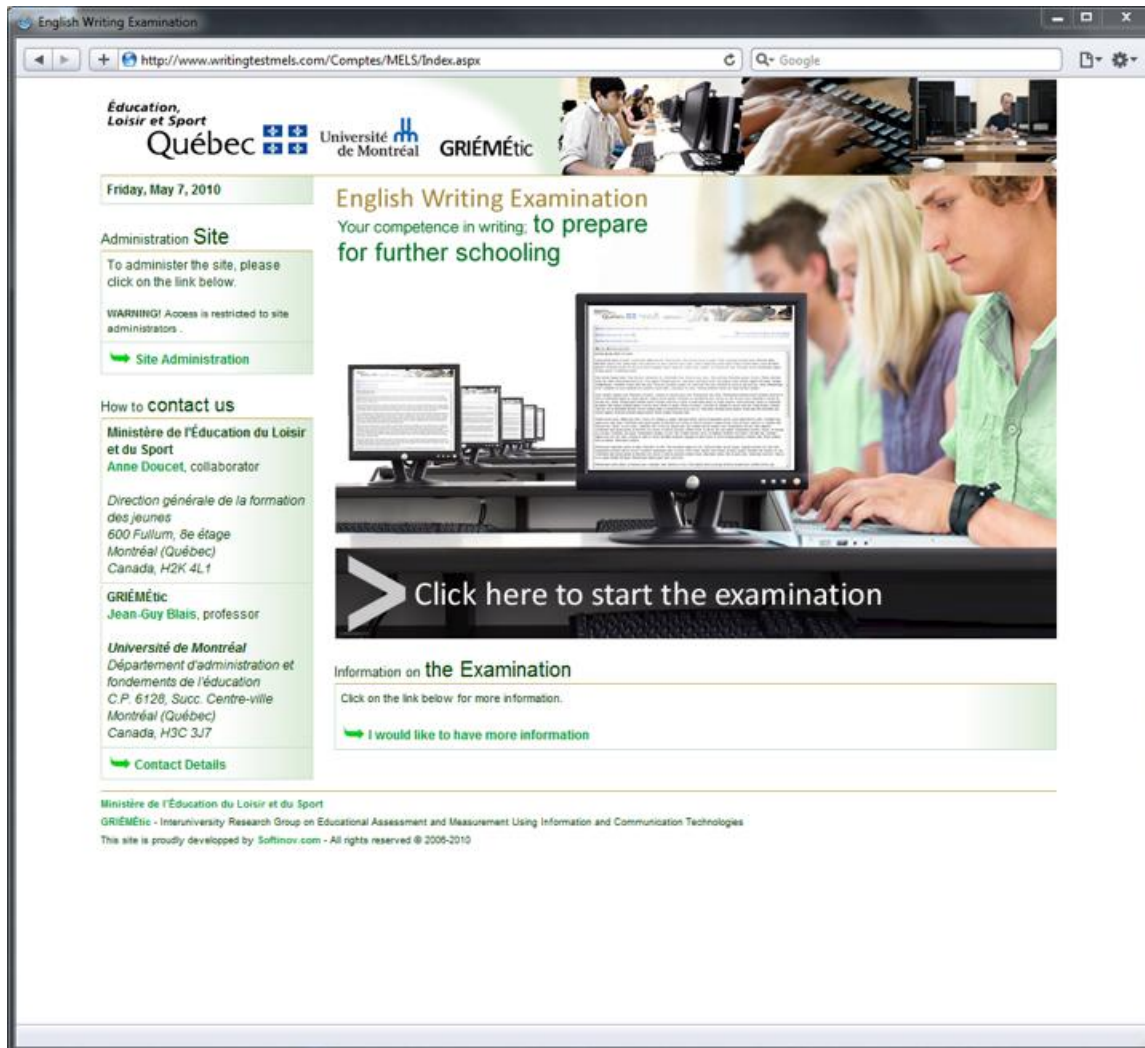 English Writing Examination
http://www.writingtestmels.com/Comptes/MELS/Index.aspx
Google
Éducation,
Loisir et Sport
Québec
Université
de Montréal
GRIÉMÉtic
Friday, May 7, 2010
Administration Site
To administer the site, please
click on the link below.
WARNING! Access is restricted to site
administrators .
Site Administration
How to contact us
Ministère de l'Éducation du Loisir
et du Sport
Anne Doucet, collaborator
Direction générale de la formation
des jeunes
600 Fullum, 8e étage
Montréal (Québec)
Canada, H2K 4L1
GRIÉMÉtic
Jean-Guy Blais, professor
Université de Montréal
Département d'administration et
fondements de l'éducation
C.P. 6128, Succ. Centre-ville
Montréal (Québec)
Canada, H3C 3J7
Contact Details
English Writing Examination
Your competence in writing; to prepare
for further schooling
Click here to start the examination
Information on the Examination
Click on the link below for more information.
I would like to have more information
Ministère de l'Éducation du Loisir et du Sport
GRIÉMÉtic - Interuniversity Research Group on Educational Assessment and Measurement Using Information and Communication Technologies
This site is proudly developped by Softinov.com - All rights reserved © 2006-2010